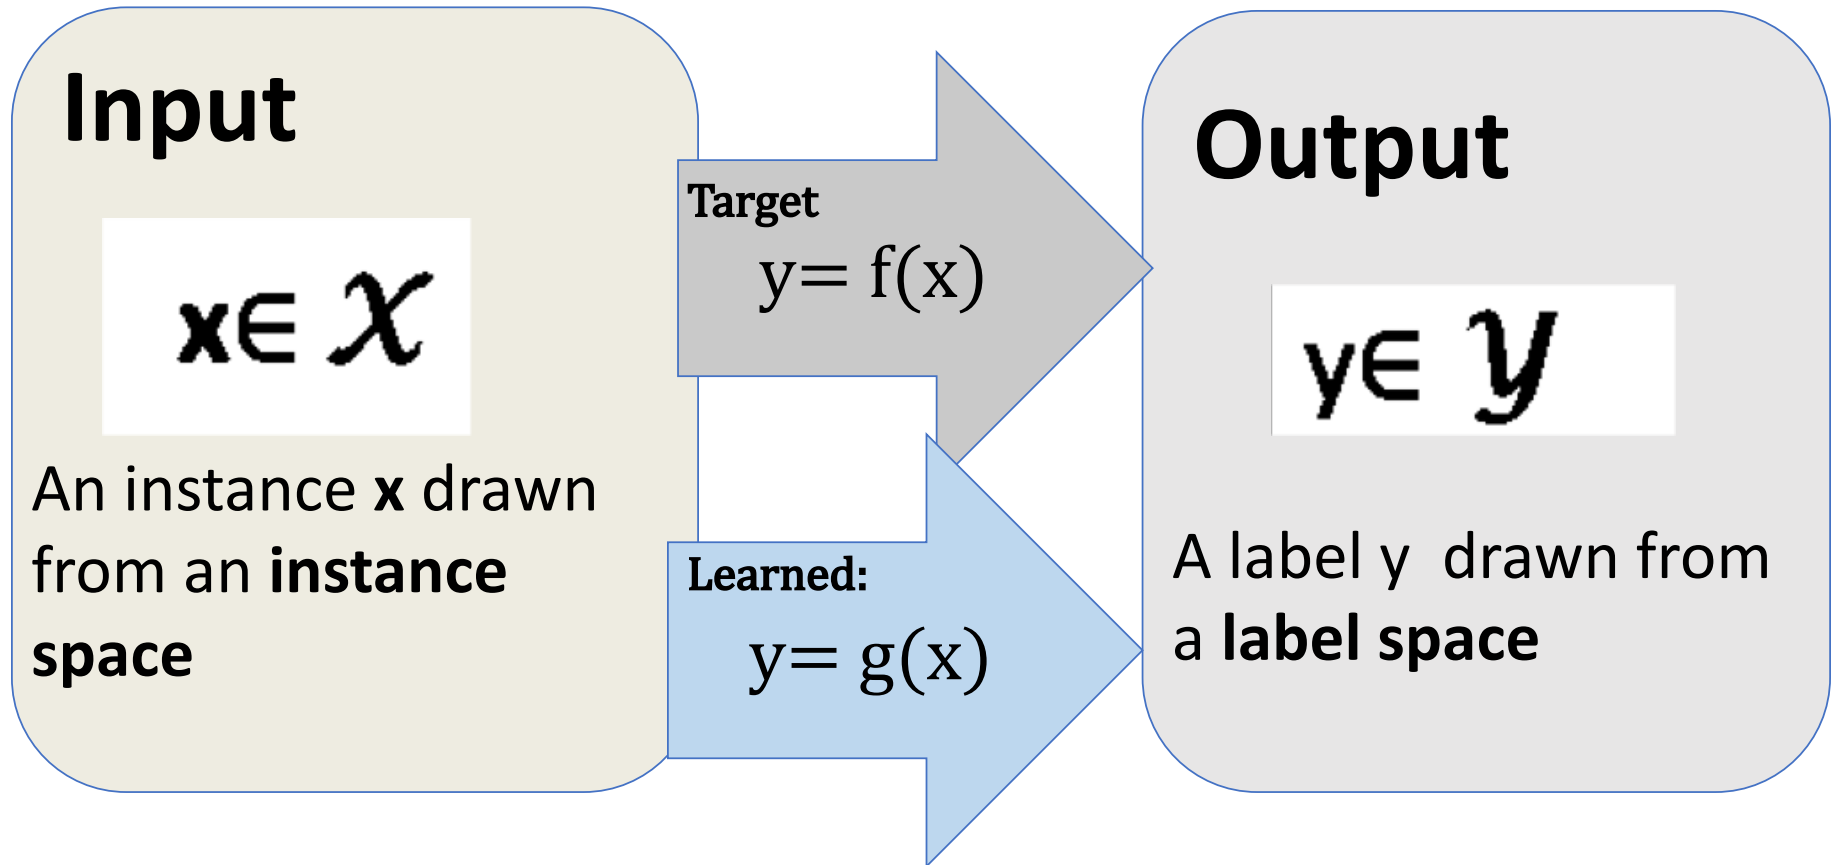 Input
x∈ 𝒳
An instance x drawn
from an instance
space
Target
y= f(x)
Learned:
y= g(x)
Output
y∈ 𝒴
A label y drawn from
a label space